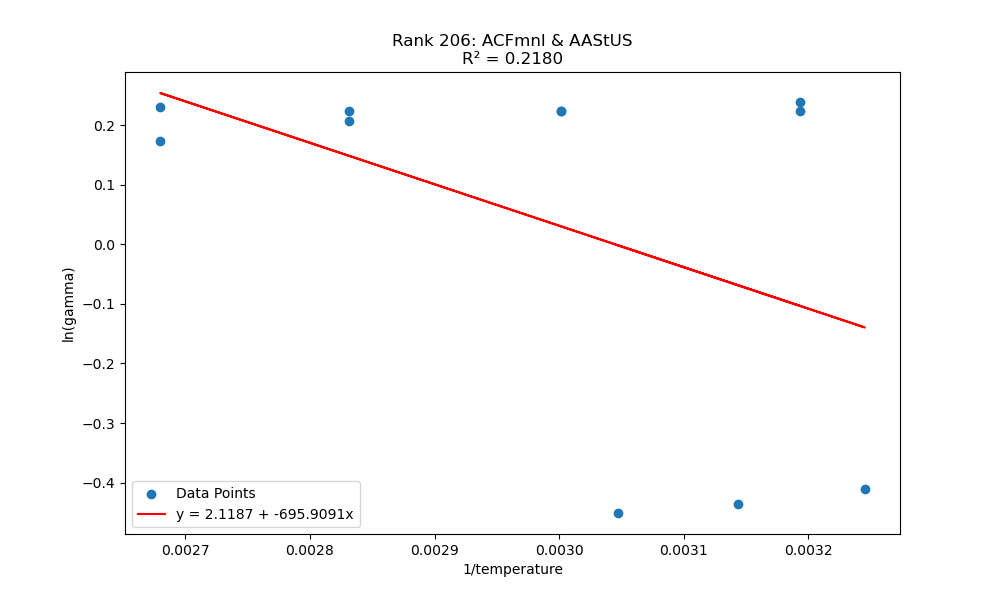 Rank 206: ACFmnI & AAStUS
R² = 0.2180
ln(gamma)
0.2
0.1
0.0
−0.1
−0.2
−0.3
−0.4
Data Points
y = 2.1187 + -695.9091x
0.0027
0.0028
0.0029
0.0030
0.0031
0.0032
1/temperature